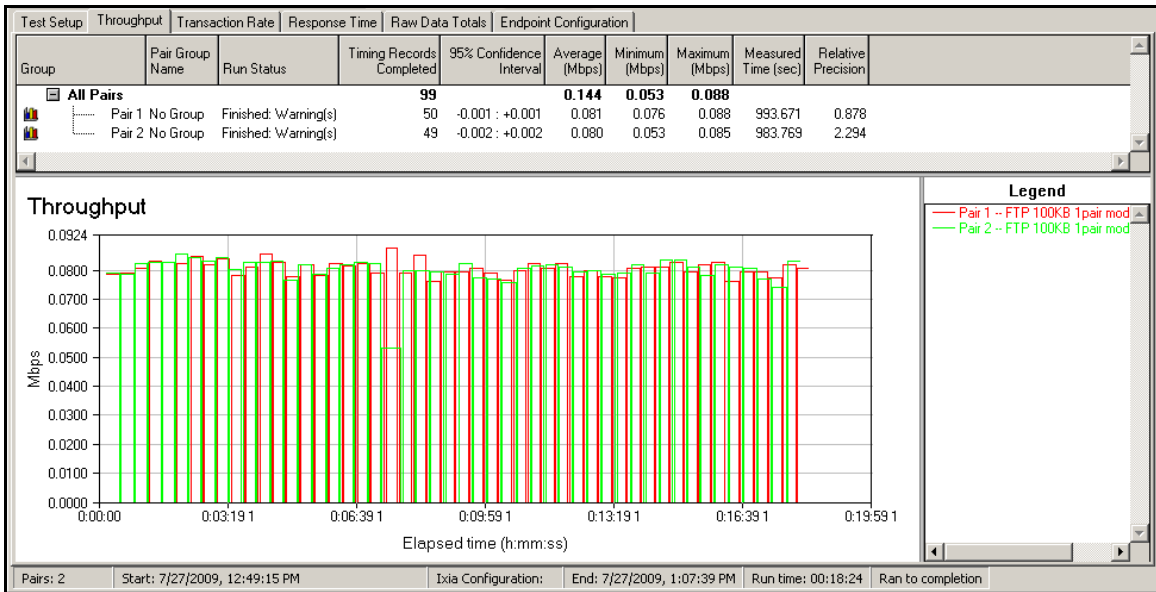 Test Setup Throughput Transaction Rate Response Time Raw Data Totals Endpoint Configuration
Group Pair Group Name Run Status Timing Records Completed 95% Confidence Interval Average (Mbps) Minimum (Mbps) Maximum (Mbps) Measured Time (sec) Relative Precision
All Pairs 99 0.144 0.053 0.088
Pair 1 No Group Finished: Warning(s) 50 -0.001 : +0.001 0.081 0.076 0.088 993.671 0.878
Pair 2 No Group Finished: Warning(s) 49 -0.002 : +0.002 0.080 0.053 0.085 983.769 2.294
Throughput
Mbps
0.0924
0.0800
0.0700
0.0600
0.0500
0.0400
0.0300
0.0200
0.0100
0.0000
0:00:00 0:03:19 1 0:06:39 1 0:09:59 1 0:13:19 1 0:16:39 1 0:19:59 1
Elapsed time (h:mm:ss)
Legend
Pair 1 -- FTP 100KB 1pair mod
Pair 2 -- FTP 100KB 1pair mod
Pairs: 2 Start: 7/27/2009, 12:49:15 PM Ixia Configuration: End: 7/27/2009, 1:07:39 PM Run time: 00:18:24 Ran to completion